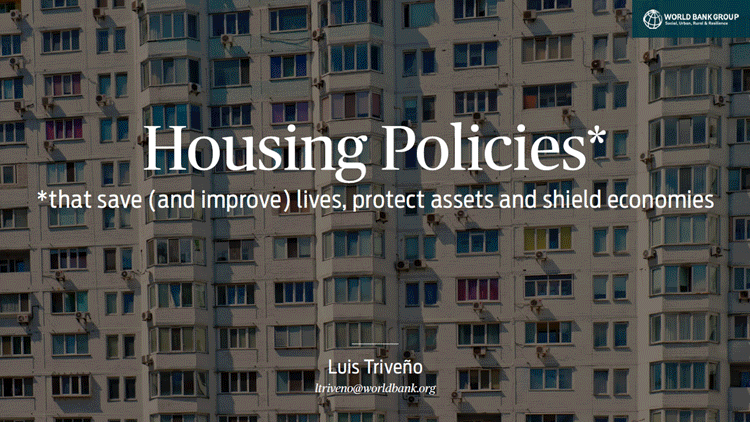 WORLD BANK GROUP
Social, Urban, Rural & Resilience
Housing Policies*
*that save (and improve) lives, protect assets and shield economies
Luis Triveño
ltriveno@worldbank.org